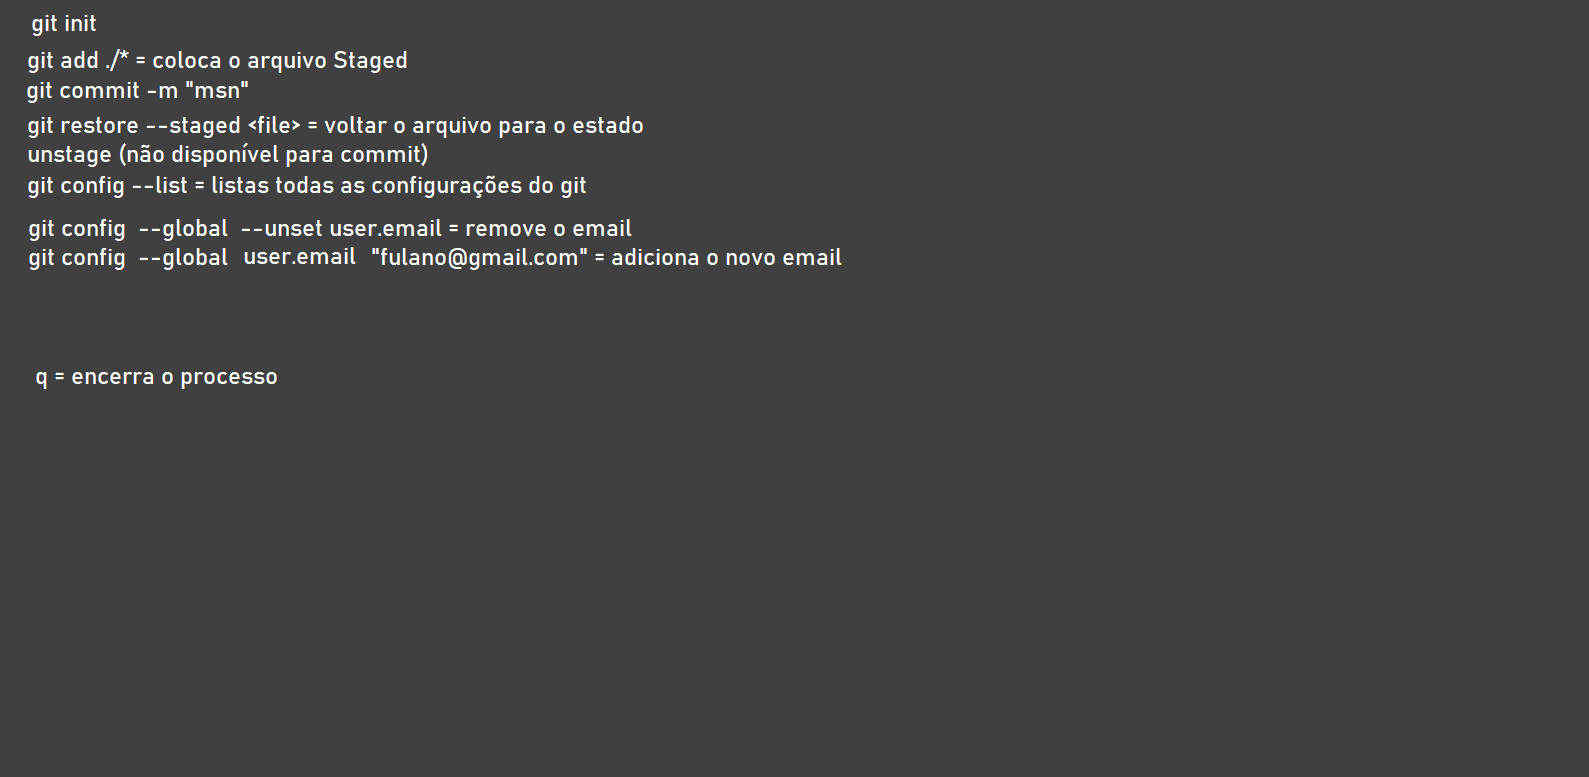 git init
git add ./* = coloca o arquivo Staged
git commit -m "msn"
git restore --staged <file> = voltar o arquivo para o estado
unstage (não disponível para commit)
git config --list = listas todas as configurações do git
git config --global --unset user.email = remove o email
git config --global user.email "fulano@gmail.com" = adiciona o novo email
q = encerra o processo